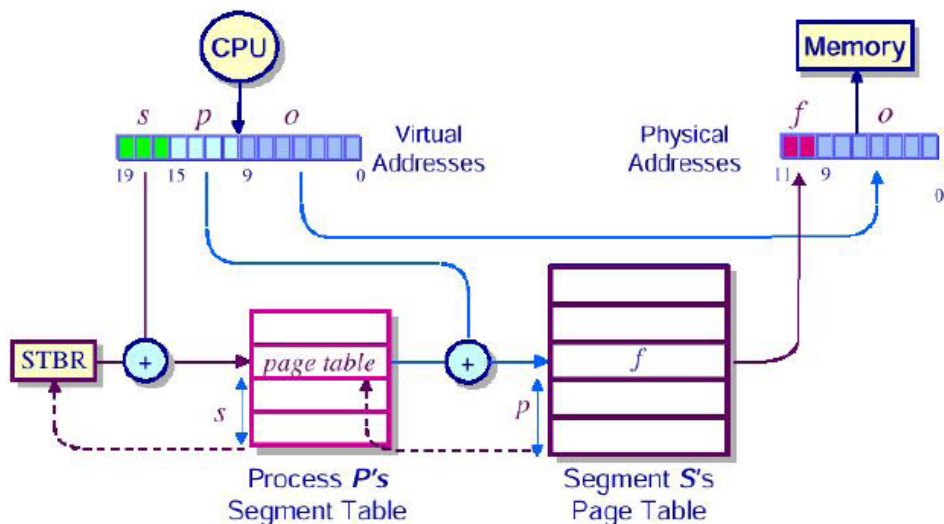 CPU
Memory
s p o
Virtual
Addresses
Physical
Addresses
f o
19 15 9 0
11 9 0
STBR
+
page table
+
f
s
p
Process P's
Segment Table
Segment S's
Page Table